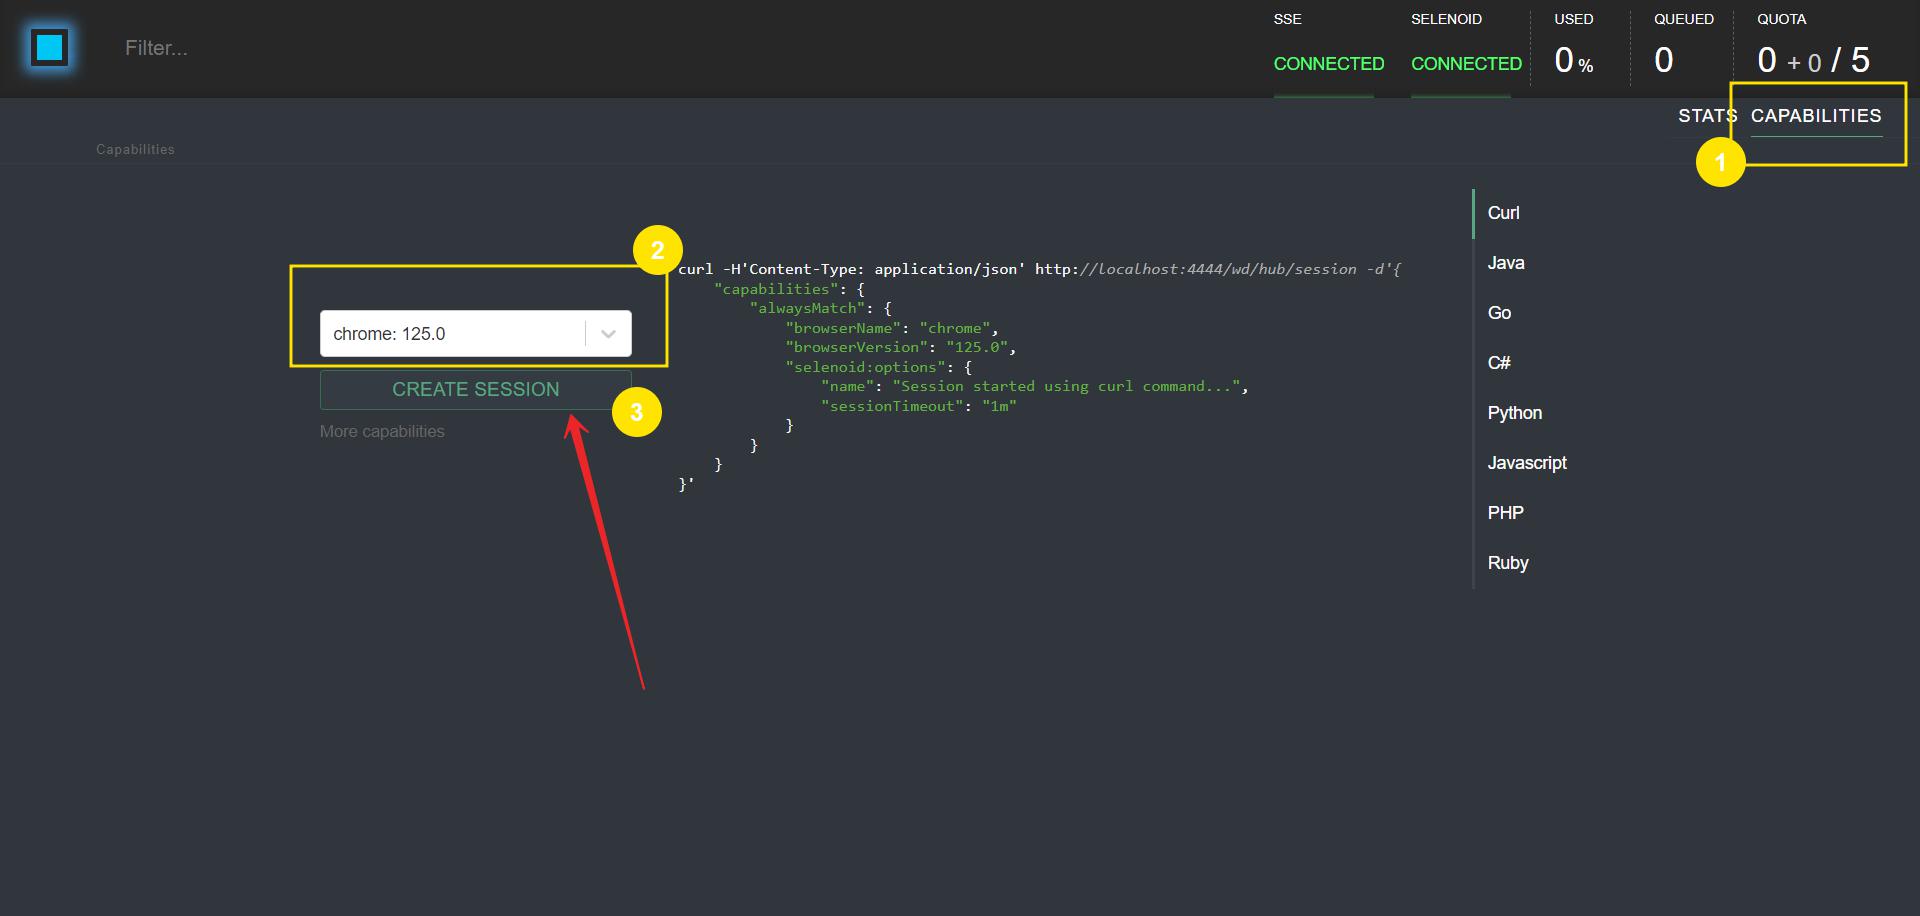 Filter...
SSE
CONNECTED
SELENOID
CONNECTED
USED
0 %
QUEUED
0
QUOTA
0 + 0 / 5
STATS
CAPABILITIES
1
Capabilities
2
chrome: 125.0
CREATE SESSION
3
More capabilities
curl -H'Content-Type: application/json' http://localhost:4444/wd/hub/session -d'{
"capabilities": {
"alwaysMatch": {
"browserName": "chrome",
"browserVersion": "125.0",
"selenoid:options": {
"name": "Session started using curl command...",
"sessionTimeout": "1m"
}
}
}
}'
Curl
Java
Go
C#
Python
Javascript
PHP
Ruby